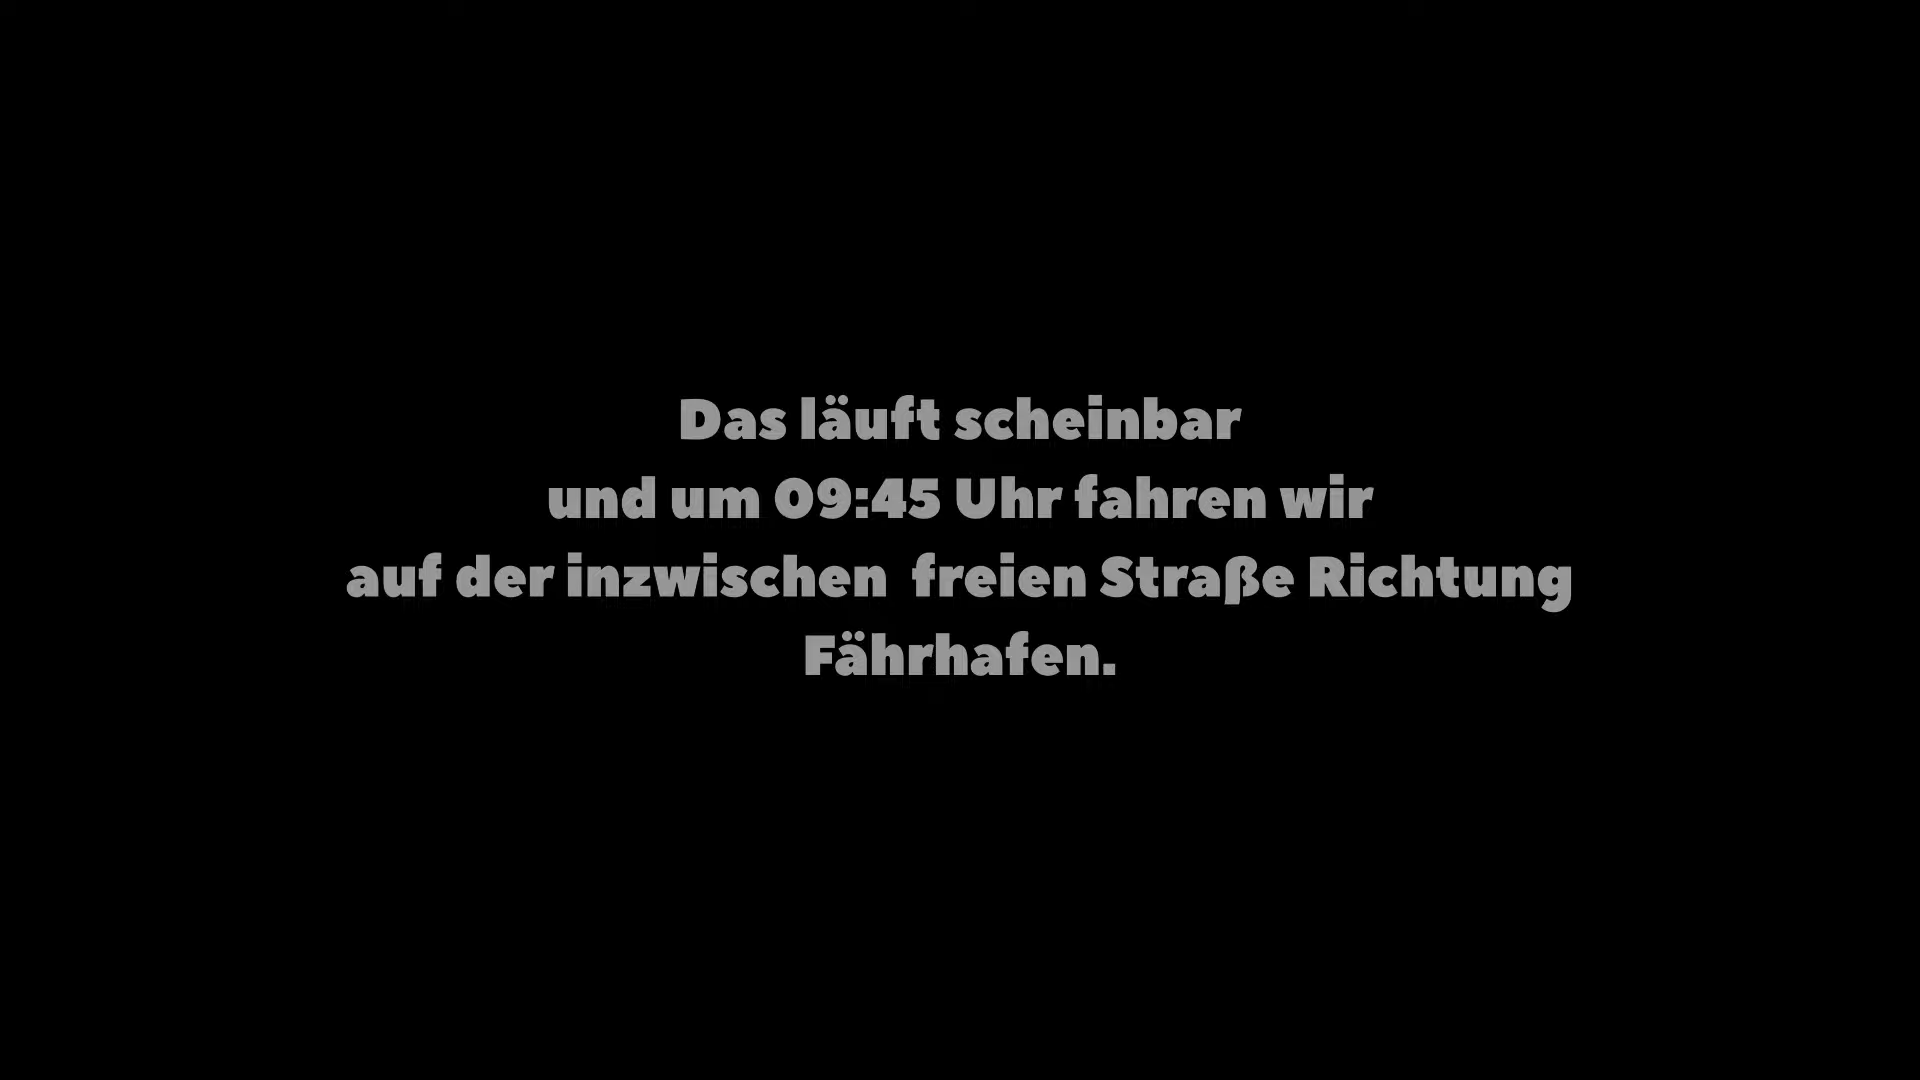 Das läuft scheinbar
und um 09:45 Uhr fahren wir
auf der inzwischen  freien Straße Richtung
Fährhafen.